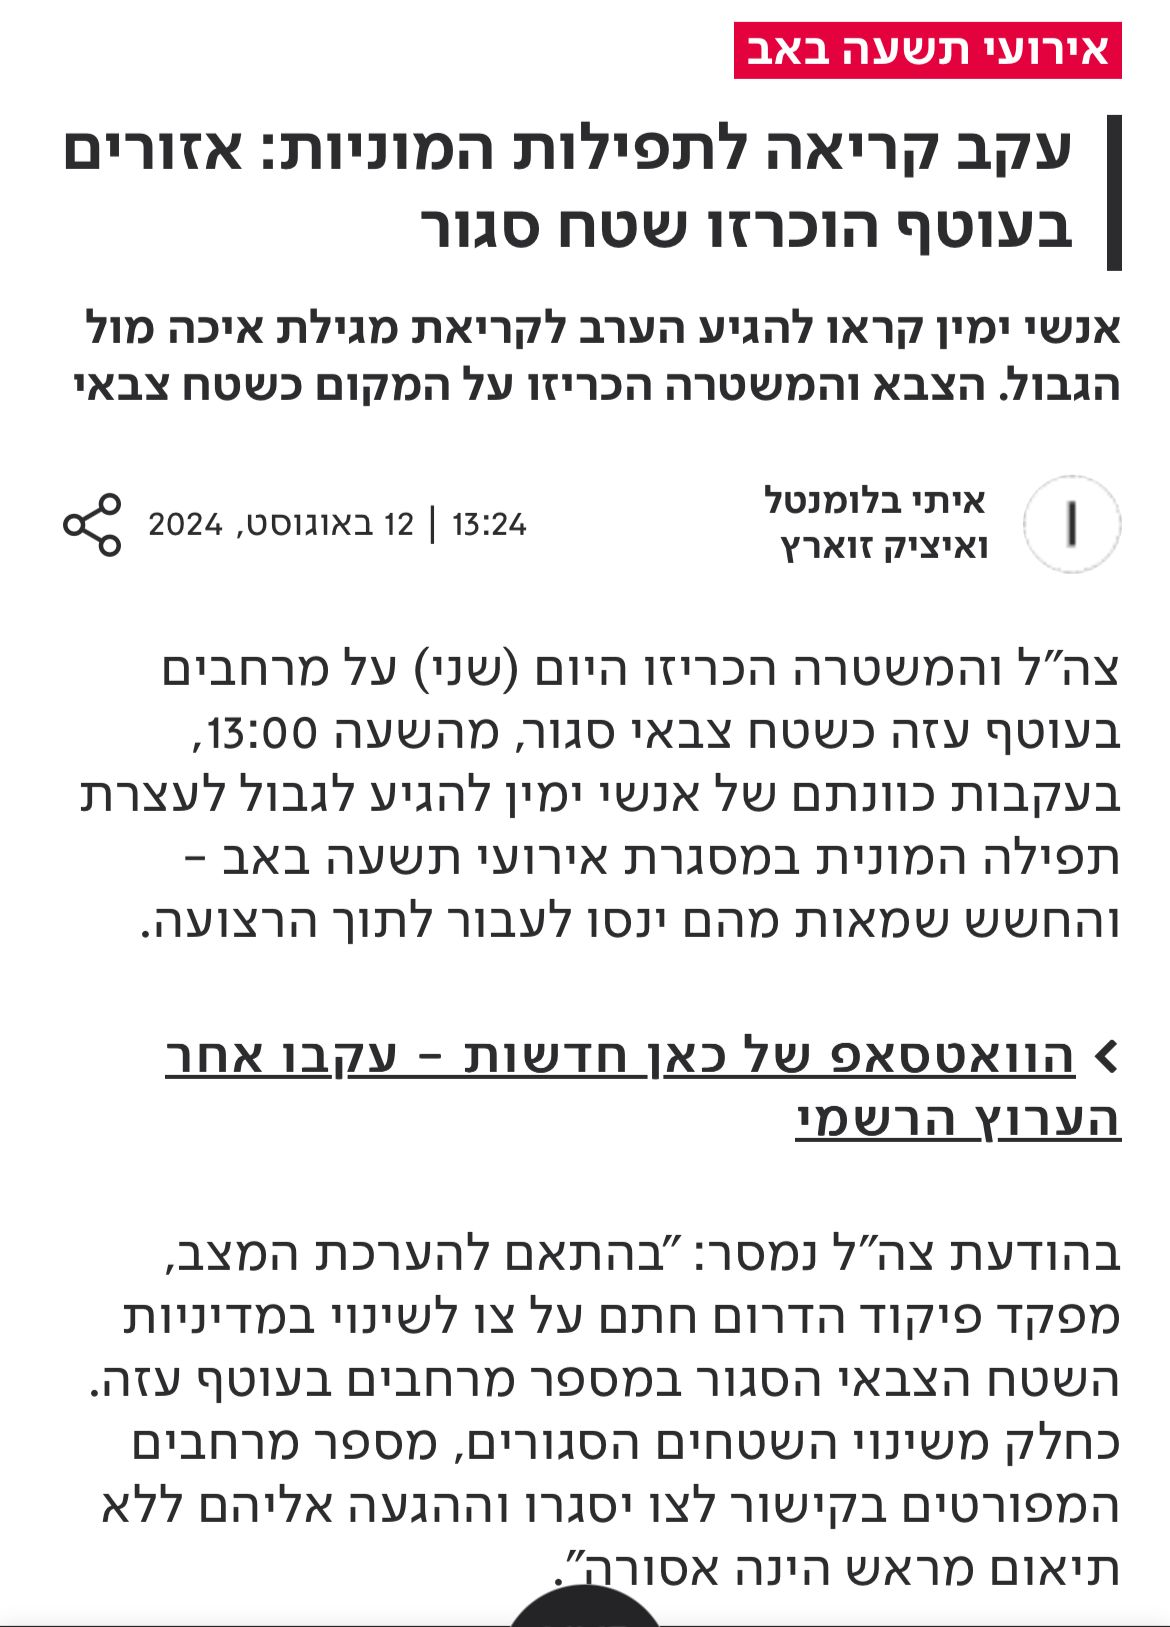 אירועי תשעה באב
עקב קריאה לתפילות המוניות: אזורים
בעוטף הוכרזו שטח סגור
אנשי ימין קראו להגיע הערב לקריאת מגילת איכה מול
הגבול. הצבא והמשטרה הכריזו על המקום כשטח צבאי
א
איתי בלומנטל
ואיציק זוארץ
13:24 | 12 באוגוסט, 2024
צה״ל והמשטרה הכריזו היום (שני) על מרחבים
בעוטף עזה כשטח צבאי סגור, מהשעה 13:00,
בעקבות כוונתם של אנשי ימין להגיע לגבול לעצרת
תפילה המונית במסגרת אירועי תשעה באב –
והחשש שמאות מהם ינסו לעבור לתוך הרצועה.
> הוואטסאפ של כאן חדשות – עקבו אחר
הערוץ הרשמי
בהודעת צה״ל נמסר: ״בהתאם להערכת המצב,
מפקד פיקוד הדרום חתם על צו לשינוי במדיניות
השטח הצבאי הסגור במספר מרחבים בעוטף עזה.
כחלק משינוי השטחים הסגורים, מספר מרחבים
המפורטים בקישור לצו יסגרו וההגעה אליהם ללא
תיאום מראש הינה אסורה״.